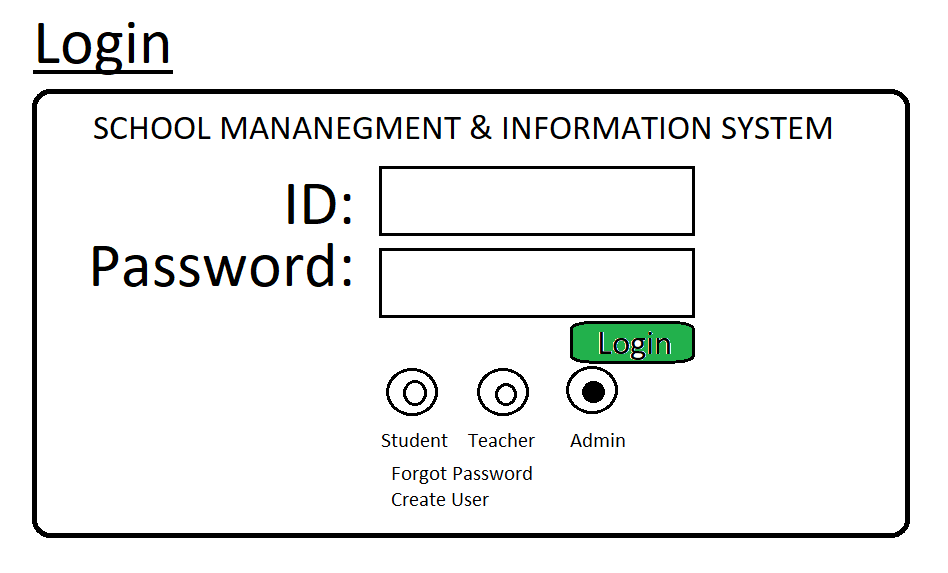 Login
SCHOOL MANANEGMENT & INFORMATION SYSTEM
ID:
Password:
Login
Student Teacher Admin
Forgot Password
Create User